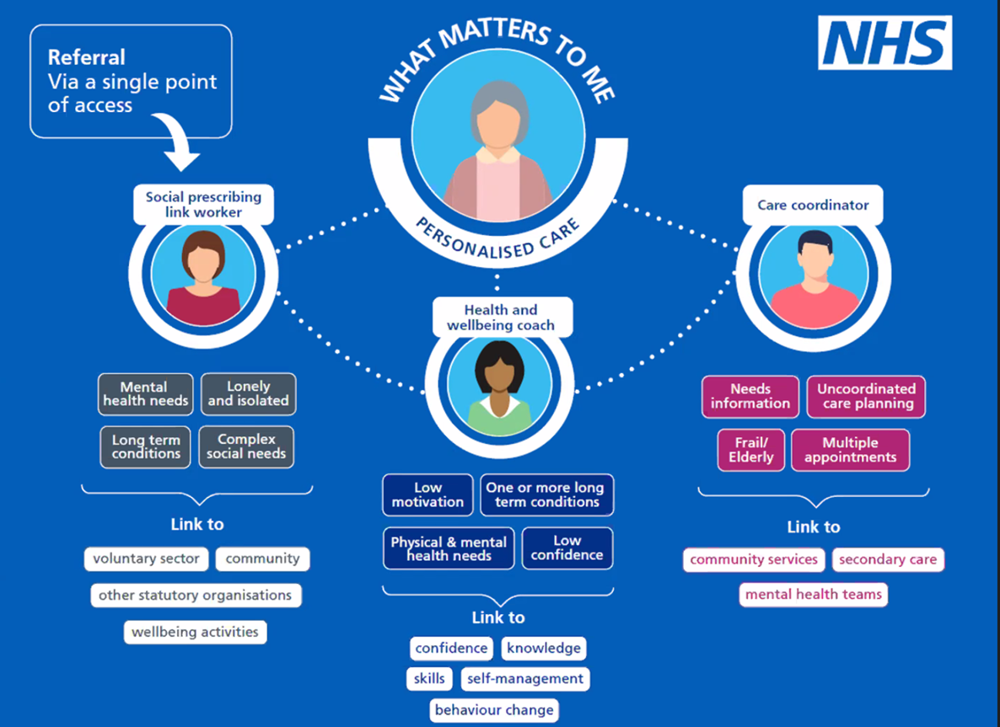 Referral
Via a single point
of access
WHAT MATTERS TO ME
PERSONALISED CARE
NHS
Social prescribing
link worker
Mental
health needs
Lonely
and isolated
Long term
conditions
Complex
social needs
Link to
voluntary sector
community
other statutory organisations
wellbeing activities
Health and
wellbeing coach
Low
motivation
One or more long
term conditions
Physical & mental
health needs
Low
confidence
Link to
confidence
knowledge
skills
self-management
behaviour change
Care coordinator
Needs
information
Uncoordinated
care planning
Frail/
Elderly
Multiple
appointments
Link to
community services
secondary care
mental health teams